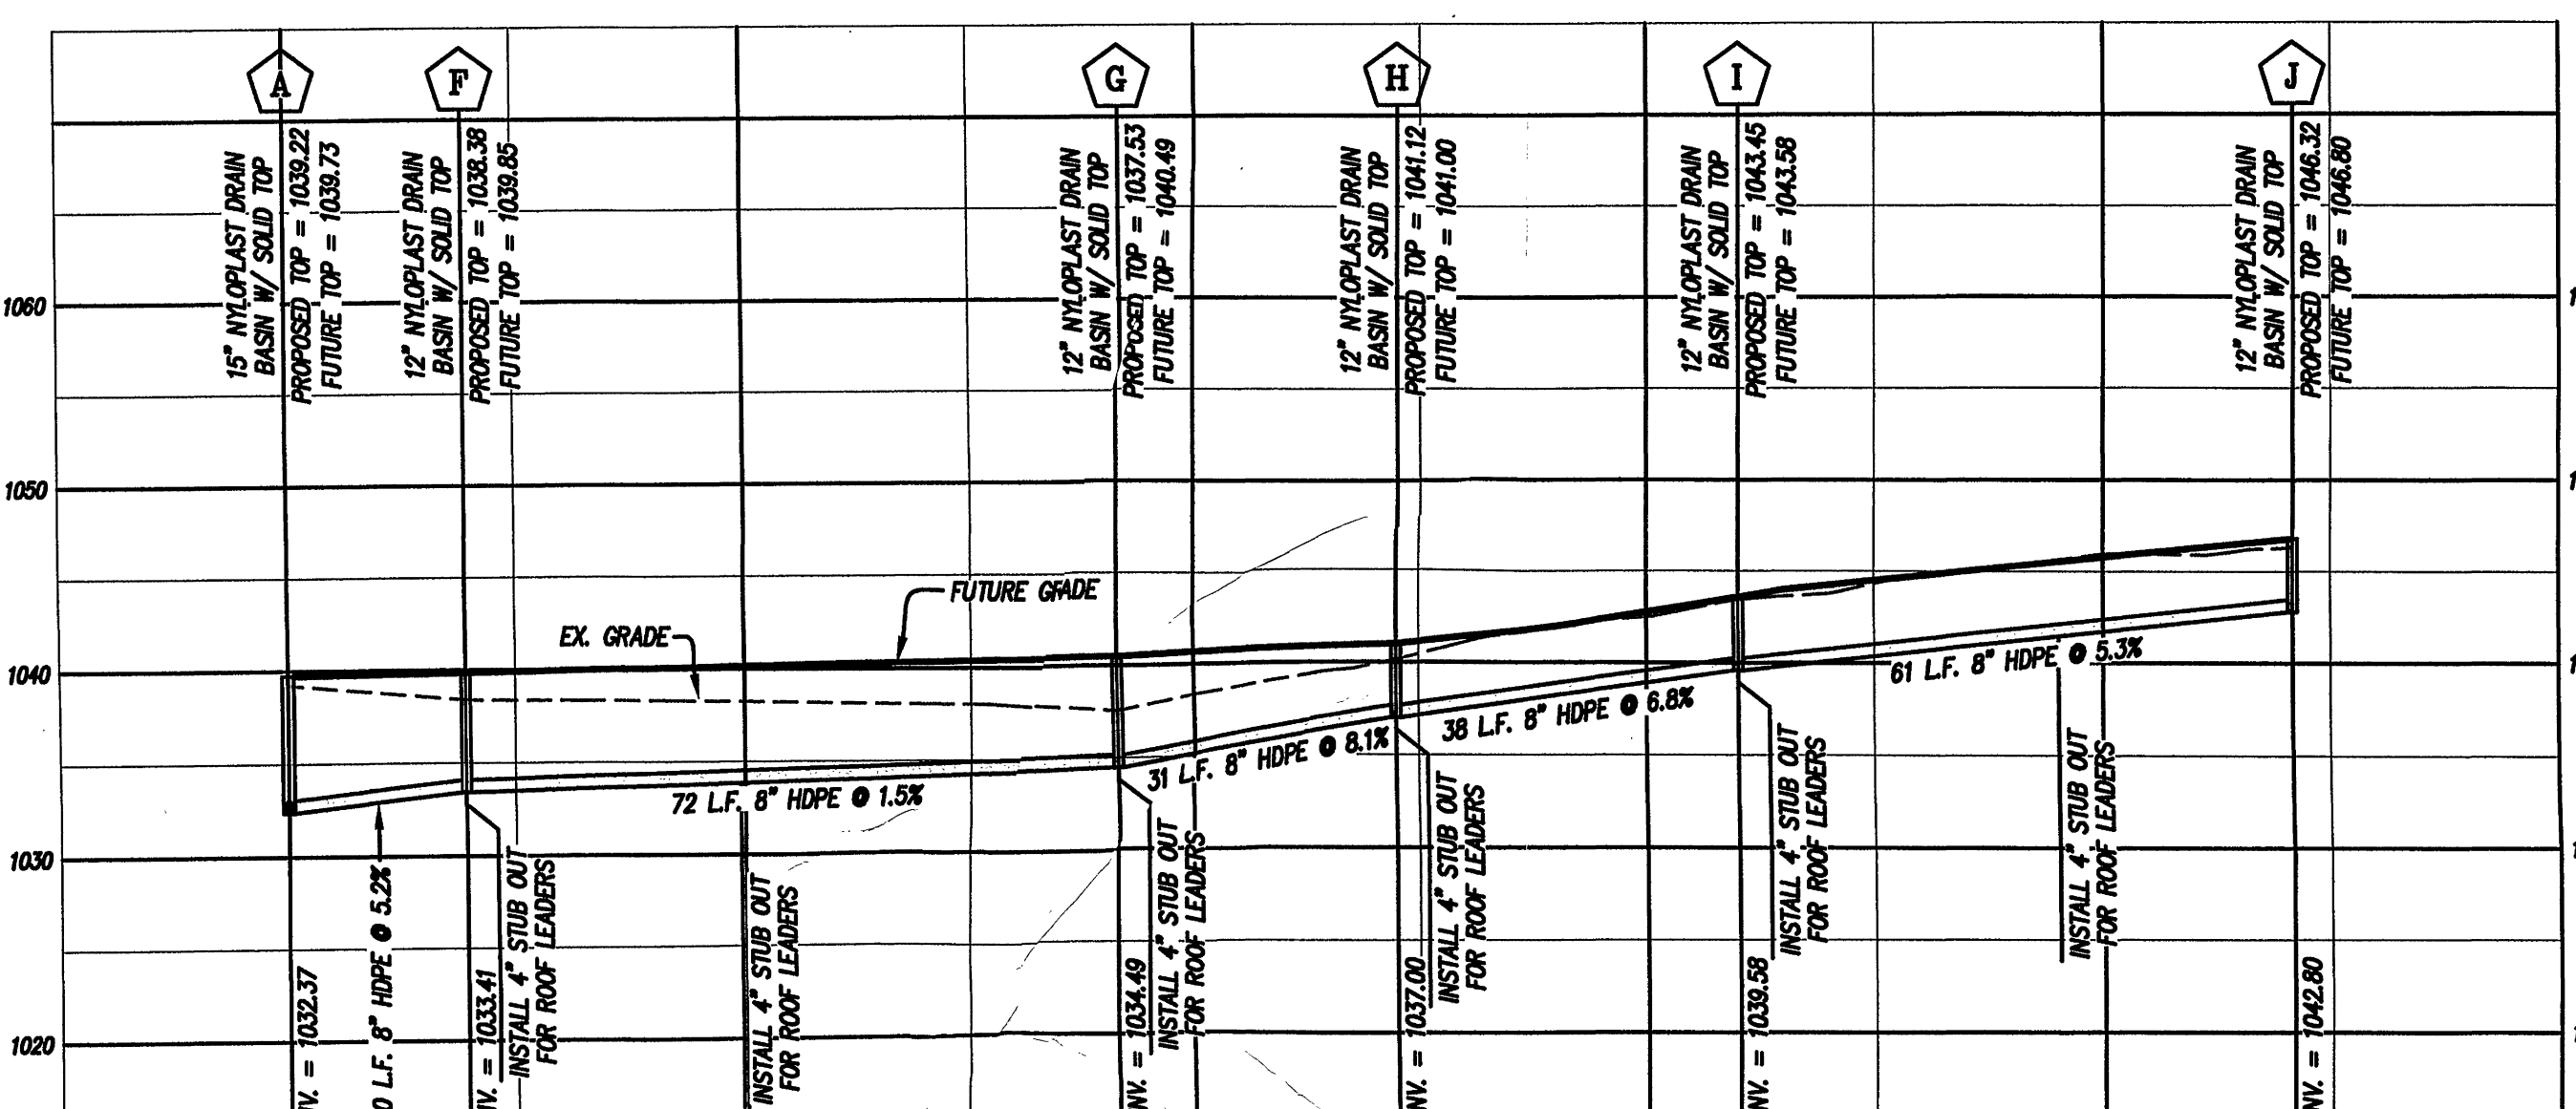 A
F
G
H
I
J
15" NYLOPLAST DRAIN
BASIN W/ SOLID TOP
PROPOSED TOP = 1039.22
FUTURE TOP = 1039.73
12" NYLOPLAST DRAIN
BASIN W/ SOLID TOP
PROPOSED TOP = 1038.38
FUTURE TOP = 1039.85
12" NYLOPLAST DRAIN
BASIN W/ SOLID TOP
PROPOSED TOP = 1037.53
FUTURE TOP = 1040.49
12" NYLOPLAST DRAIN
BASIN W/ SOLID TOP
PROPOSED TOP = 1041.12
FUTURE TOP = 1041.00
12" NYLOPLAST DRAIN
BASIN W/ SOLID TOP
PROPOSED TOP = 1043.45
FUTURE TOP = 1043.58
12" NYLOPLAST DRAIN
BASIN W/ SOLID TOP
PROPOSED TOP = 1046.32
FUTURE TOP = 1046.80
1060
1050
1040
1030
1020
FUTURE GRADE
EX. GRADE
72 L.F. 8" HDPE @ 1.5%
31 L.F. 8" HDPE @ 8.1%
38 L.F. 8" HDPE @ 6.8%
61 L.F. 8" HDPE @ 5.3%
NV. = 1032.37
0 L.F. 8" HDPE @ 5.2%
NV. = 1033.41
INSTALL 4" STUB OUT
FOR ROOF LEADERS
INSTALL 4" STUB OUT
FOR ROOF LEADERS
NV. = 1034.49
INSTALL 4" STUB OUT
FOR ROOF LEADERS
NV. = 1037.00
INSTALL 4" STUB OUT
FOR ROOF LEADERS
NV. = 1039.58
INSTALL 4" STUB OUT
FOR ROOF LEADERS
INSTALL 4" STUB OUT
FOR ROOF LEADERS
NV. = 1042.80